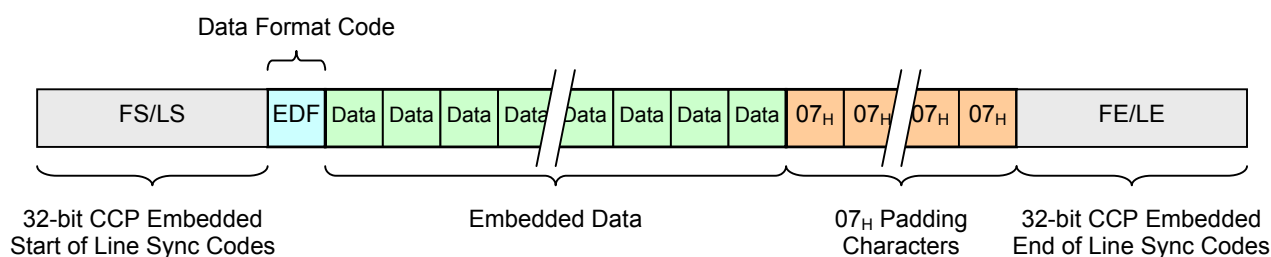 Data Format Code
FS/LS EDF Data Data Data Data Data Data Data Data 07H 07H 07H 07H FE/LE
32-bit CCP Embedded
Start of Line Sync Codes
Embedded Data
07H Padding
Characters
32-bit CCP Embedded
End of Line Sync Codes